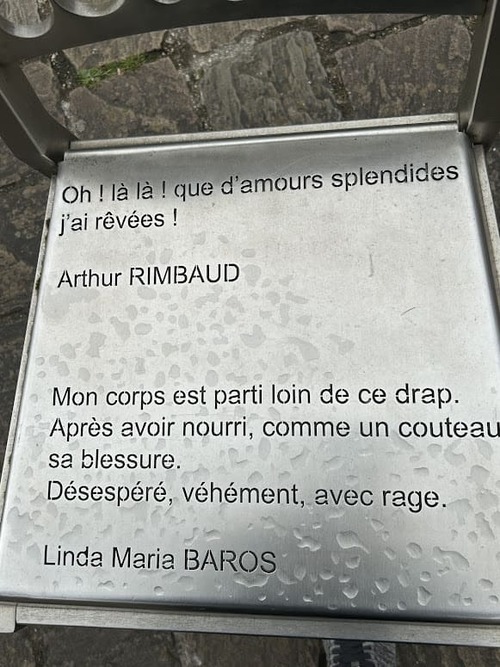 Oh ! là là ! que d'amours splendides
j'ai rêvées !
Arthur RIMBAUD
Mon corps est parti loin de ce drap.
Après avoir nourri, comme un couteau
sa blessure.
Désespéré, véhément, avec rage.
Linda Maria BAROS